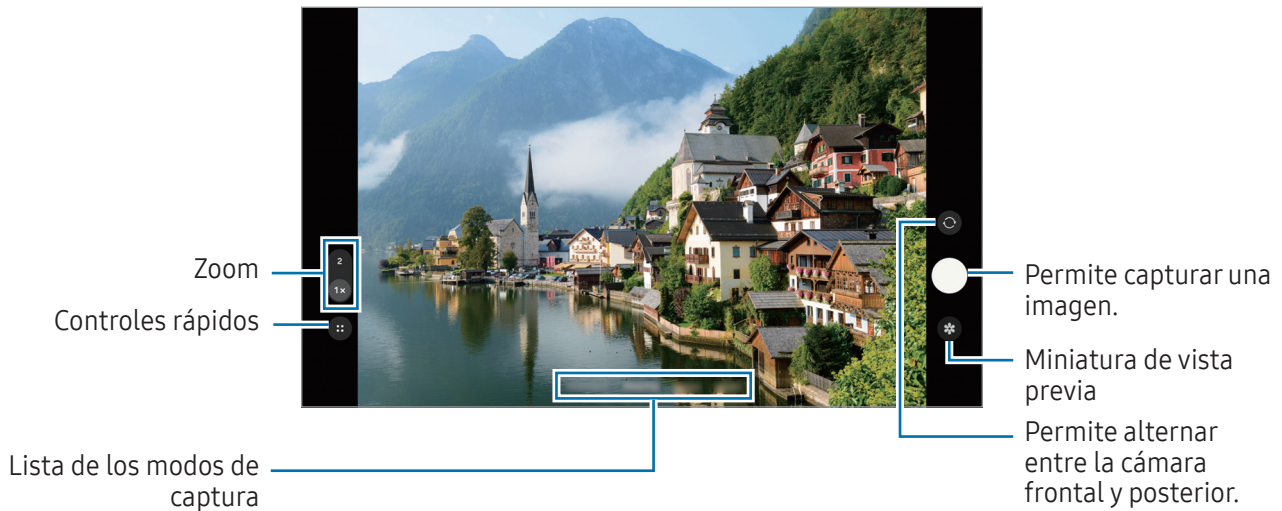 2
1×
Zoom
Controles rápidos
Lista de los modos de
captura
Permite capturar una
imagen.
Miniatura de vista
previa
Permite alternar
entre la cámara
frontal y posterior.